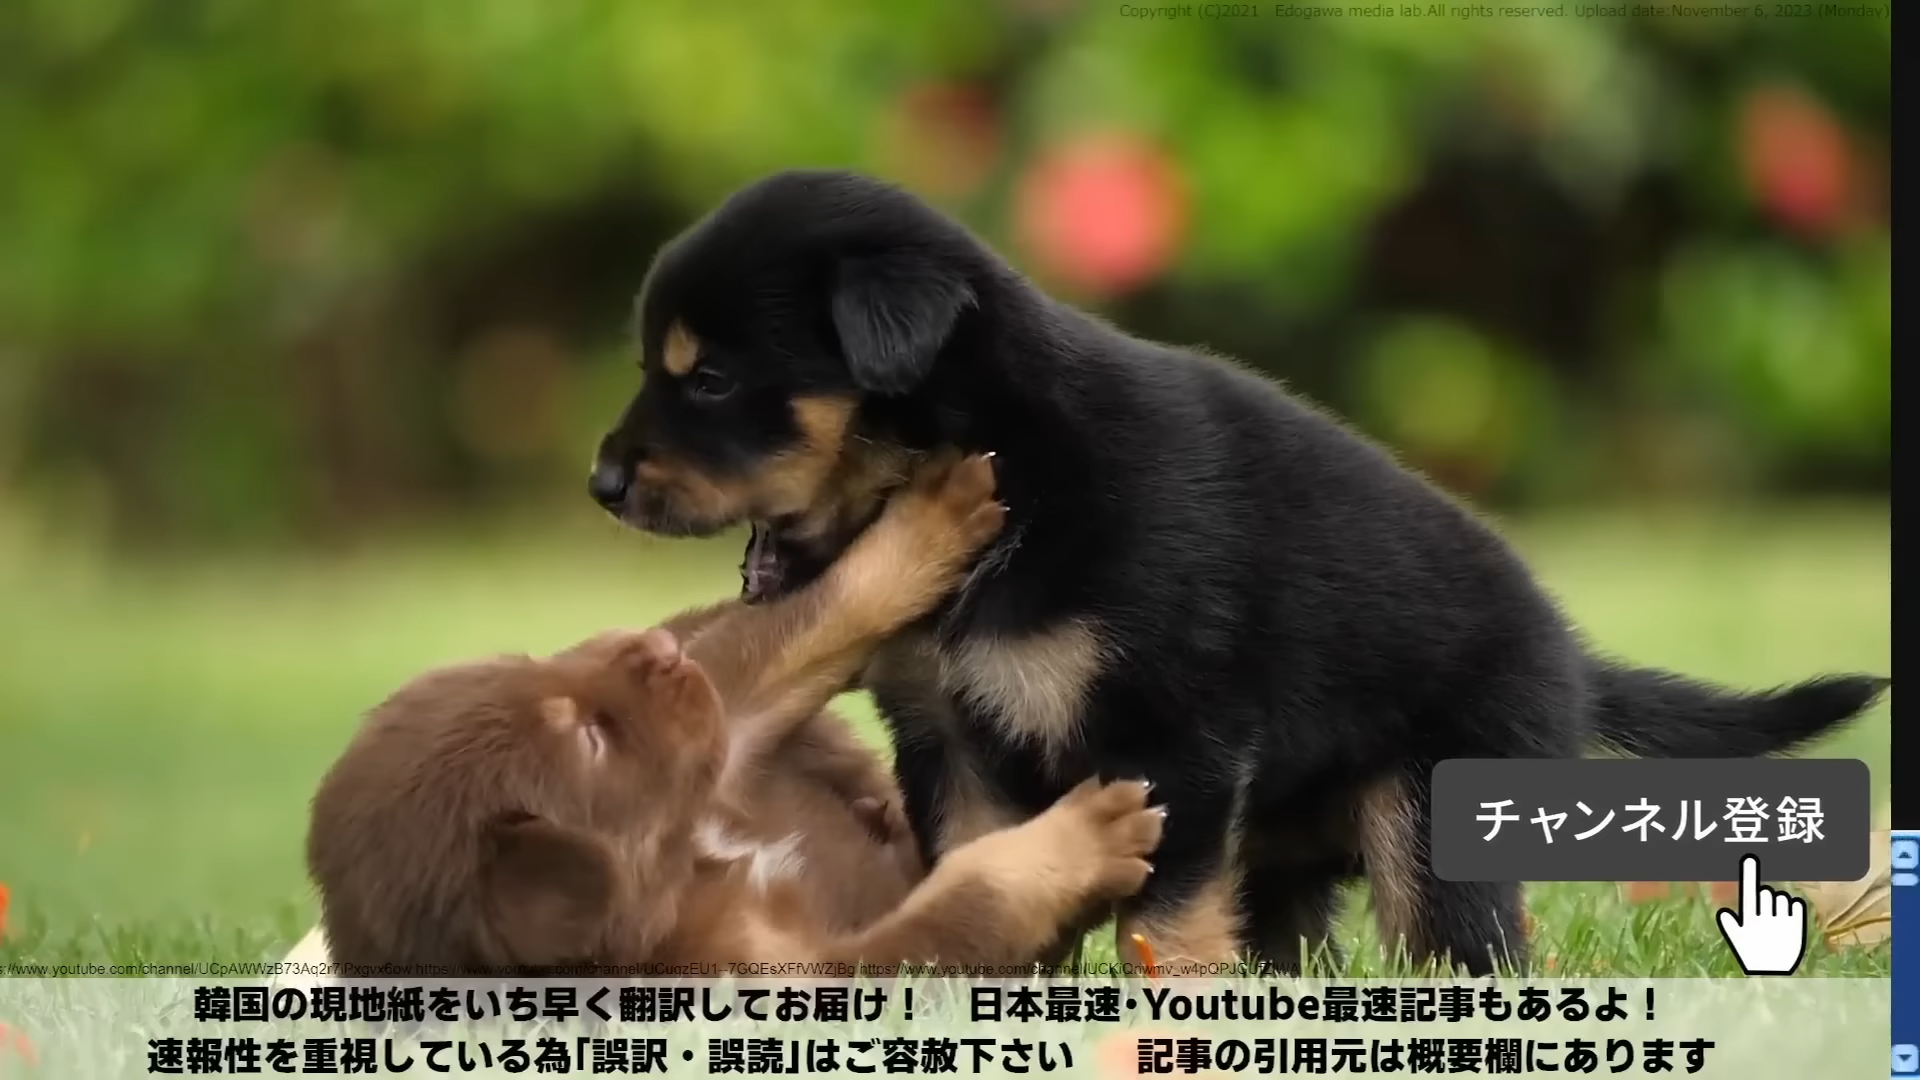 Copyright (C)2021 Edogawa media lab.All rights reserved. Upload date:November 6, 2023 (Monday)
チャンネル登録
韓国の現地紙をいち早く翻訳してお届け！ 日本最速･Youtube最速記事もあるよ！
速報性を重視している為｢誤訳・誤読｣はご容赦下さい 記事の引用元は概要欄にあります